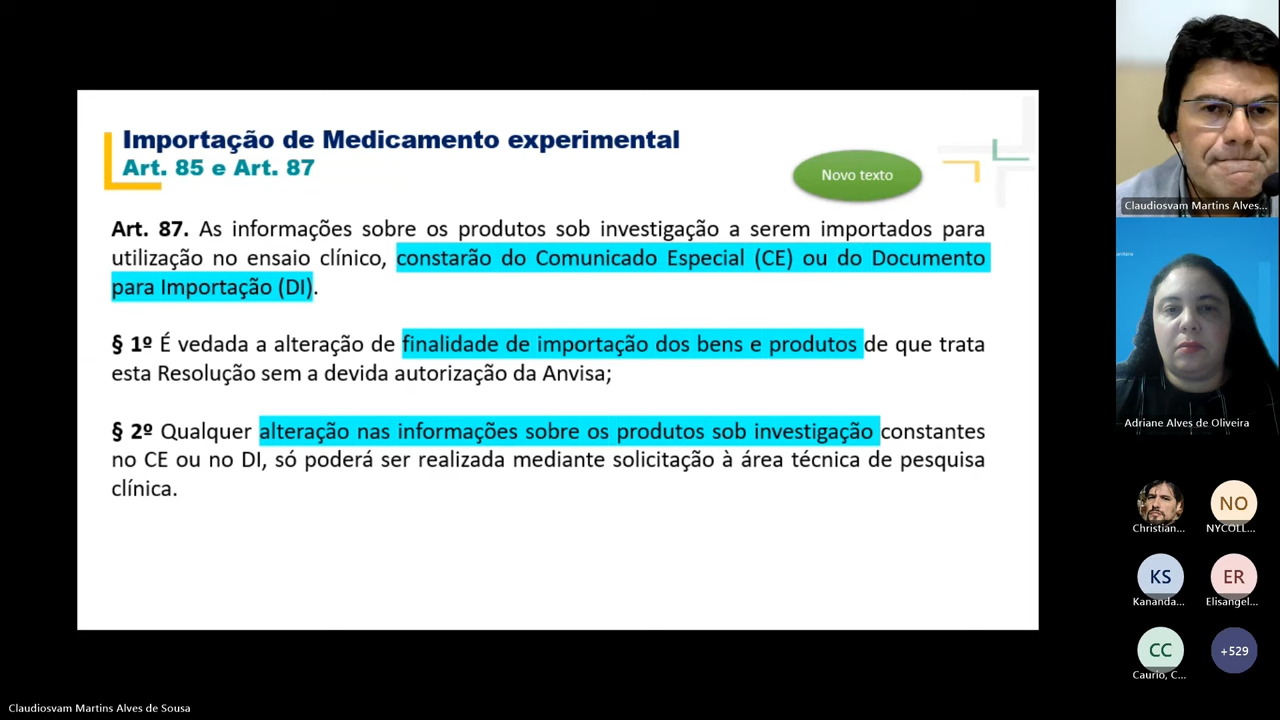 Importação de Medicamento experimental
Art. 85 e Art. 87
Novo texto
Art. 87. As informações sobre os produtos sob investigação a serem importados para
utilização no ensaio clínico, constarão do Comunicado Especial (CE) ou do Documento
para Importação (DI).
§ 1º É vedada a alteração de finalidade de importação dos bens e produtos de que trata
esta Resolução sem a devida autorização da Anvisa;
§ 2º Qualquer alteração nas informações sobre os produtos sob investigação constantes
no CE ou no DI, só poderá ser realizada mediante solicitação à área técnica de pesquisa
clínica.
Claudiosvam Martins Alves...
Adriane Alves de Oliveira
Christian...
NO
NYCOLL...
KS
Kananda...
ER
Elisangel...
CC
Caurio, C...
+529
Claudiosvam Martins Alves de Sousa